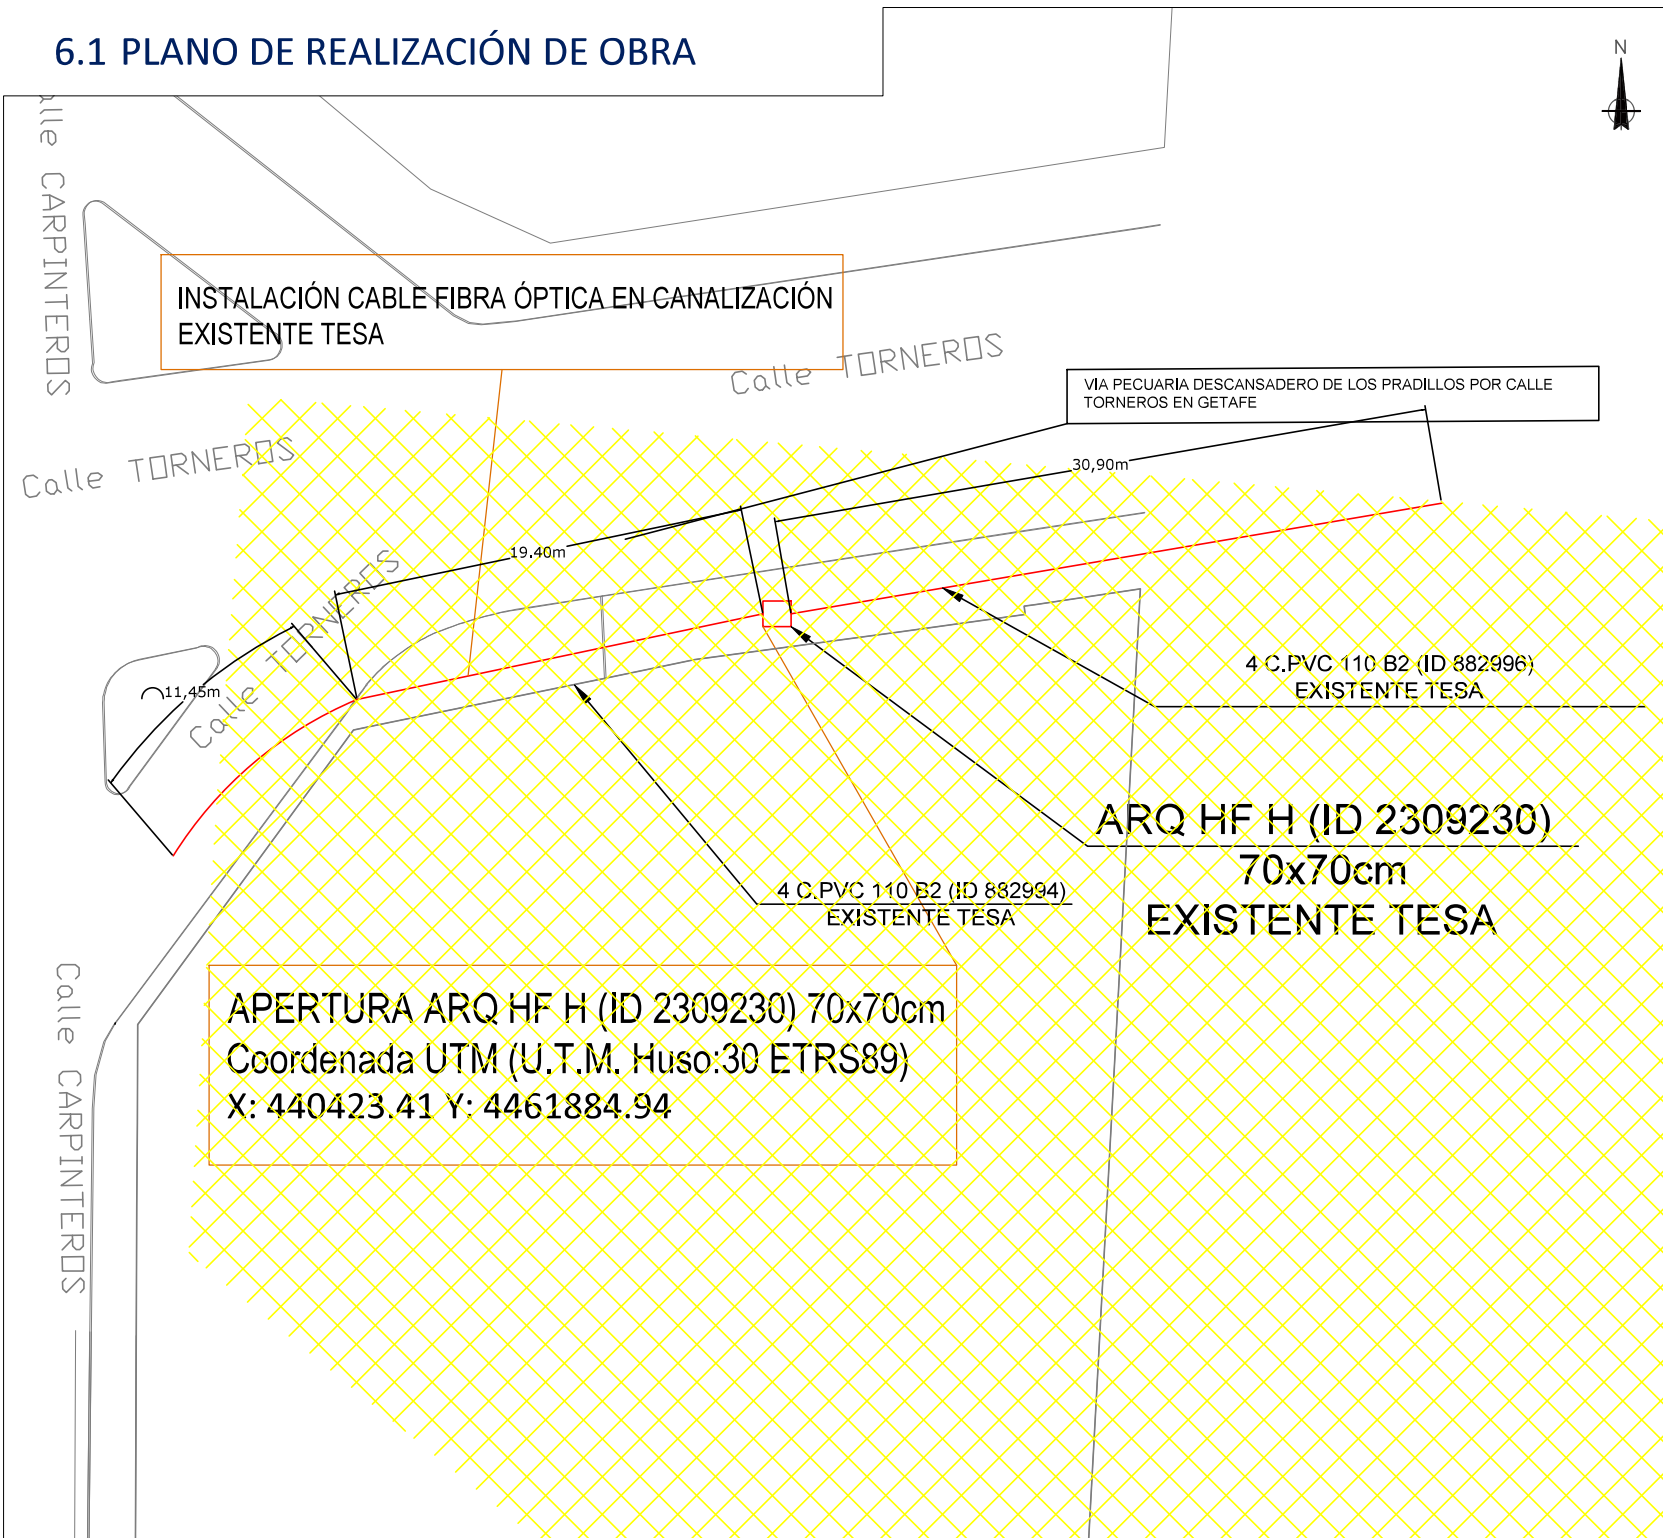 6.1 PLANO DE REALIZACIÓN DE OBRA
N
alle CARPINTEROS
INSTALACIÓN CABLE FIBRA ÓPTICA EN CANALIZACIÓN
EXISTENTE TESA
Calle TORNEROS
VIA PECUARIA DESCANSADERO DE LOS PRADILLOS POR CALLE
TORNEROS EN GETAFE
Calle TORNEROS
30,90m
19.40m
Calle TORNEROS
11,45m
4 C.PVC 110 B2 (ID 882996)
EXISTENTE TESA
ARQ HF H (ID 2309230)
70x70cm
EXISTENTE TESA
4 C.PVC 110 B2 (ID 882994)
EXISTENTE TESA
Calle CARPINTEROS
APERTURA ARQ HF H (ID 2309230) 70x70cm
Coordenada UTM (U.T.M. Huso:30 ETRS89)
X: 440423.41 Y: 4461884.94